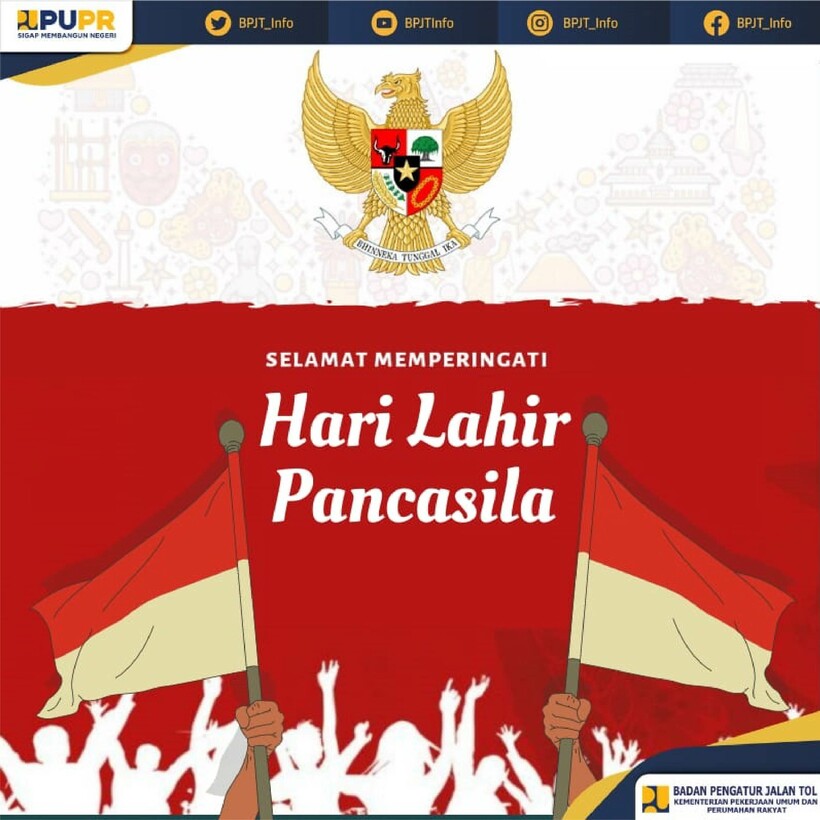 PUPR
SIGAP MEMBANGUN NEGERI
BPJT_Info
BPJTInfo
BPJT_Info
BPJT_Info
BHINNEKA TUNGGAL IKA
SELAMAT MEMPERINGATI
Hari Lahir
Pancasila
BADAN PENGATUR JALAN TOL
KEMENTERIAN PEKERJAAN UMUM DAN
PERUMAHAN RAKYAT